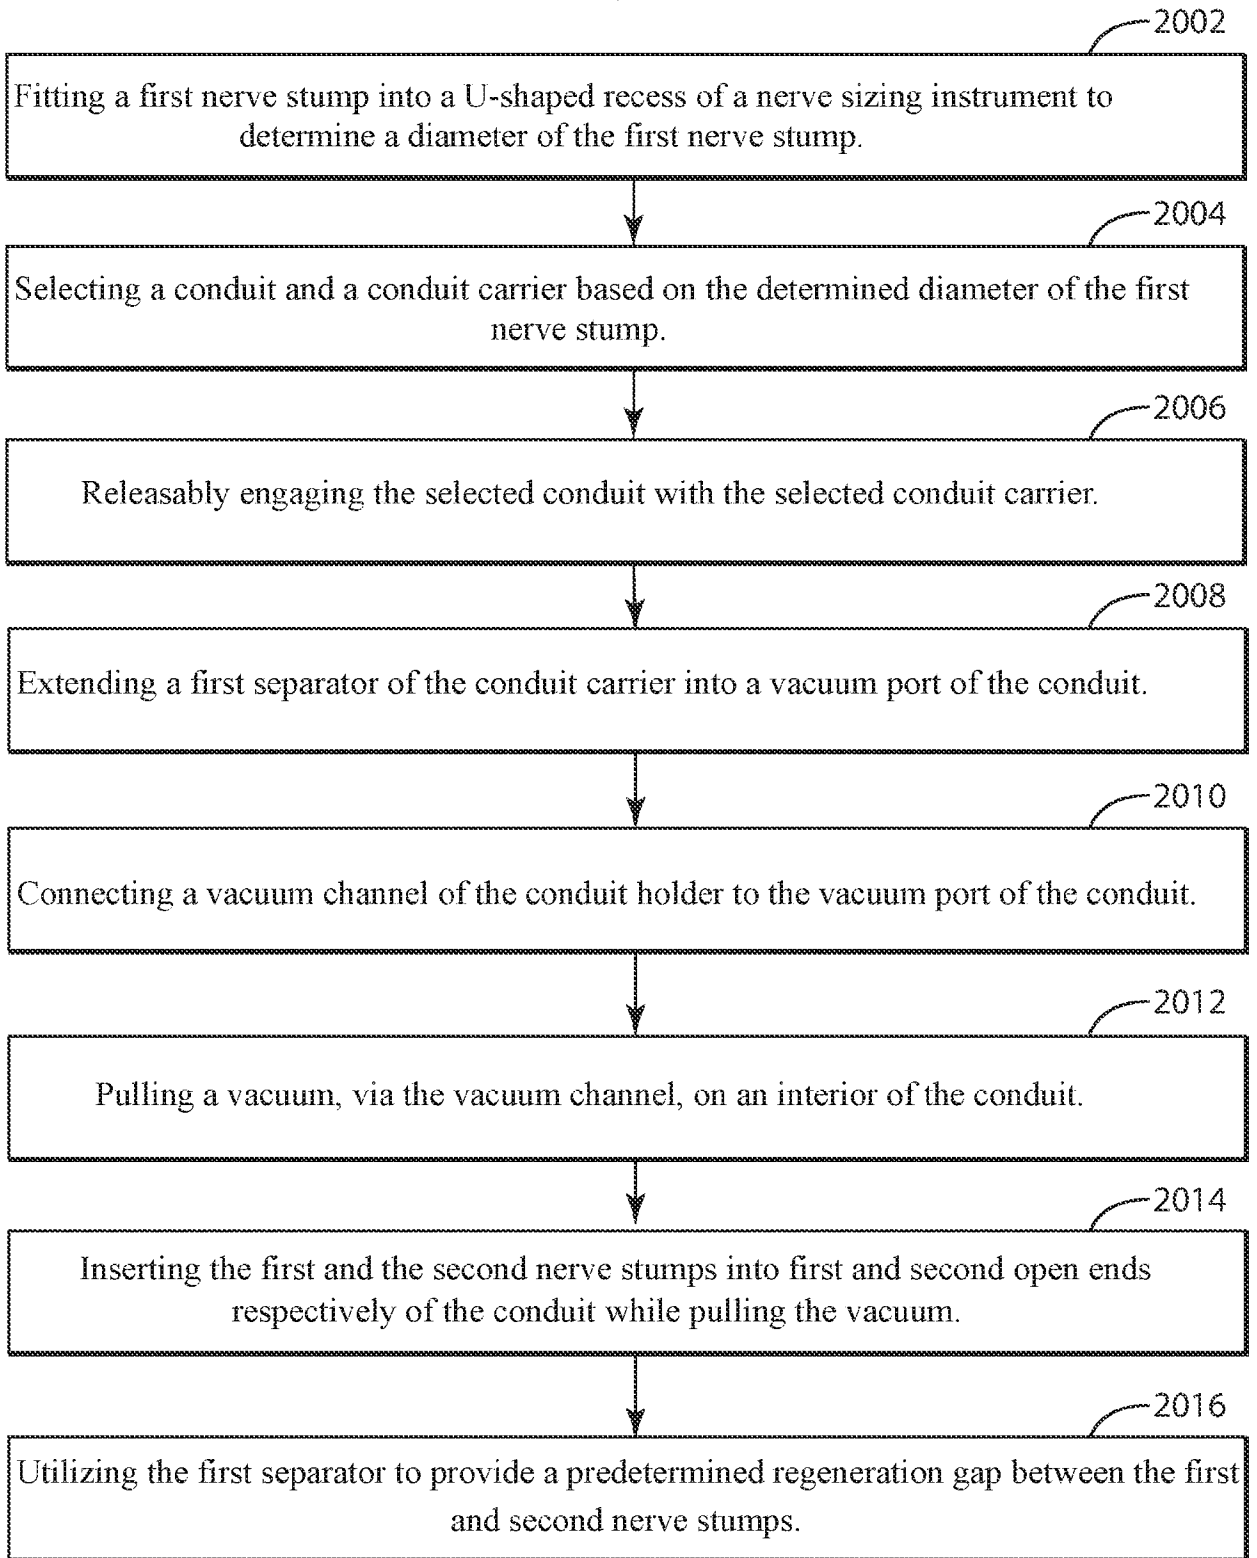 2002
Fitting a first nerve stump into a U-shaped recess of a nerve sizing instrument to
determine a diameter of the first nerve stump.
2004
Selecting a conduit and a conduit carrier based on the determined diameter of the first
nerve stump.
2006
Releasably engaging the selected conduit with the selected conduit carrier.
2008
Extending a first separator of the conduit carrier into a vacuum port of the conduit.
2010
Connecting a vacuum channel of the conduit holder to the vacuum port of the conduit.
2012
Pulling a vacuum, via the vacuum channel, on an interior of the conduit.
2014
Inserting the first and the second nerve stumps into first and second open ends
respectively of the conduit while pulling the vacuum.
2016
Utilizing the first separator to provide a predetermined regeneration gap between the first
and second nerve stumps.